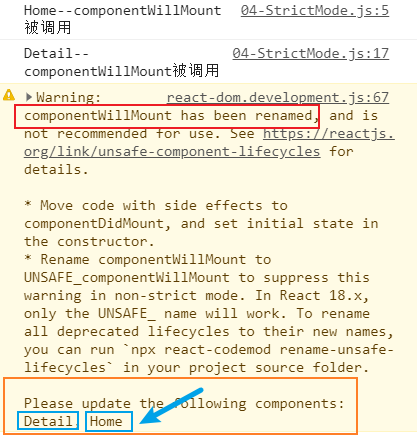 Home--componentWillMount 04-StrictMode.js:5
被调用
Detail-- 04-StrictMode.js:17
componentWillMount被调用
Warning: react-dom.development.js:67
componentWillMount has been renamed, and is
not recommended for use. See https://reactjs.
org/link/unsafe-component-lifecycles for
details.
* Move code with side effects to
componentDidMount, and set initial state in
the constructor.
* Rename componentWillMount to
UNSAFE_componentWillMount to suppress this
warning in non-strict mode. In React 18.x,
only the UNSAFE_ name will work. To rename
all deprecated lifecycles to their new names,
you can run `npx react-codemod rename-unsafe-
lifecycles` in your project source folder.
Please update the following components:
Detail, Home